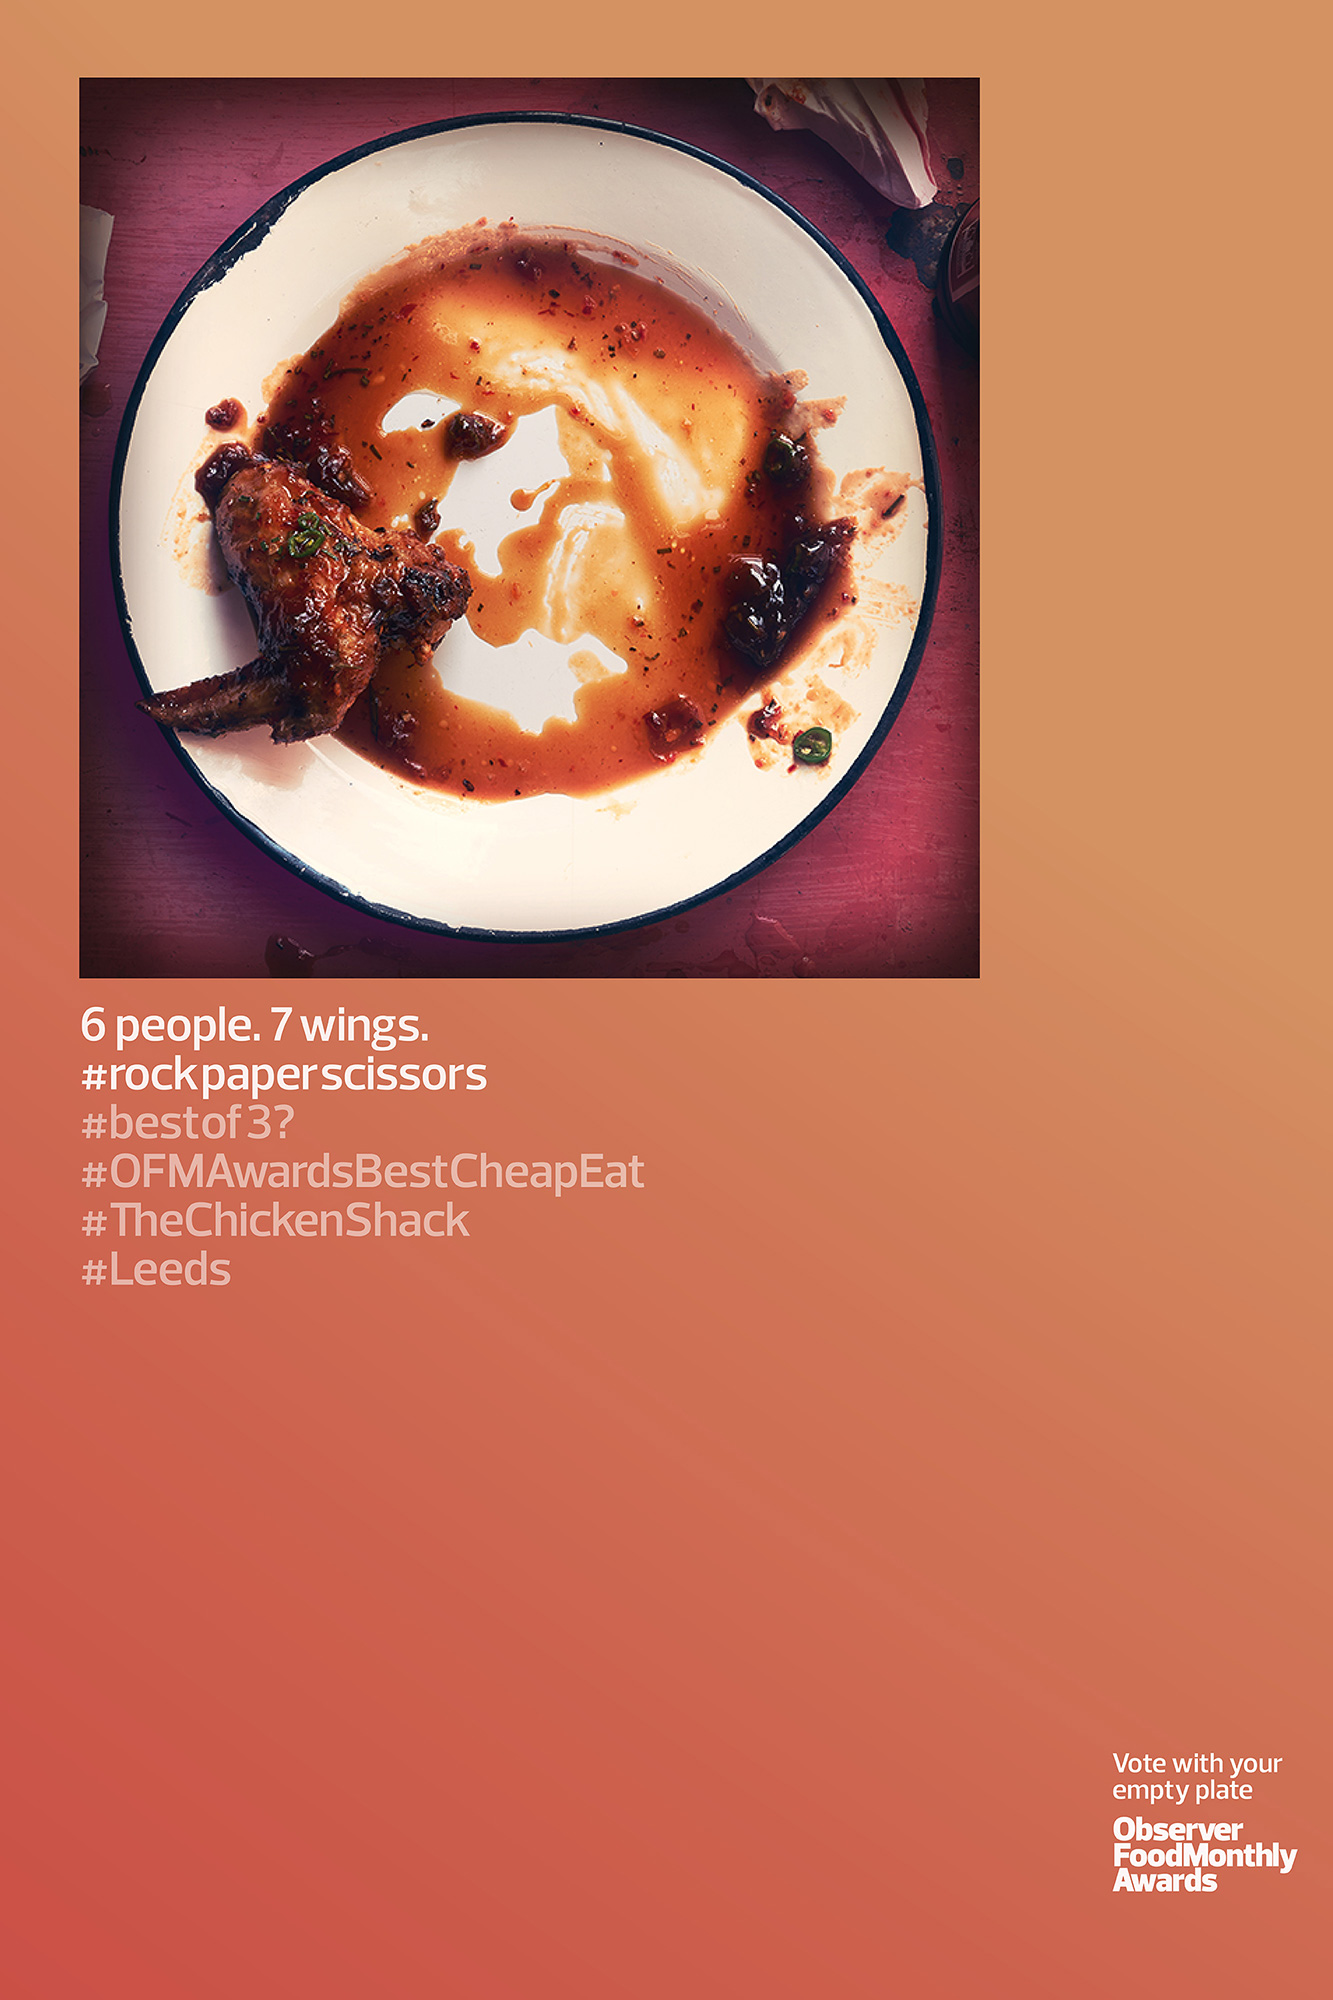 6 people. 7 wings.
#rockpaperscissors
#bestof3?
#OFMAwardsBestCheapEat
#TheChickenShack
#Leeds
Vote with your
empty plate
Observer
FoodMonthly
Awards